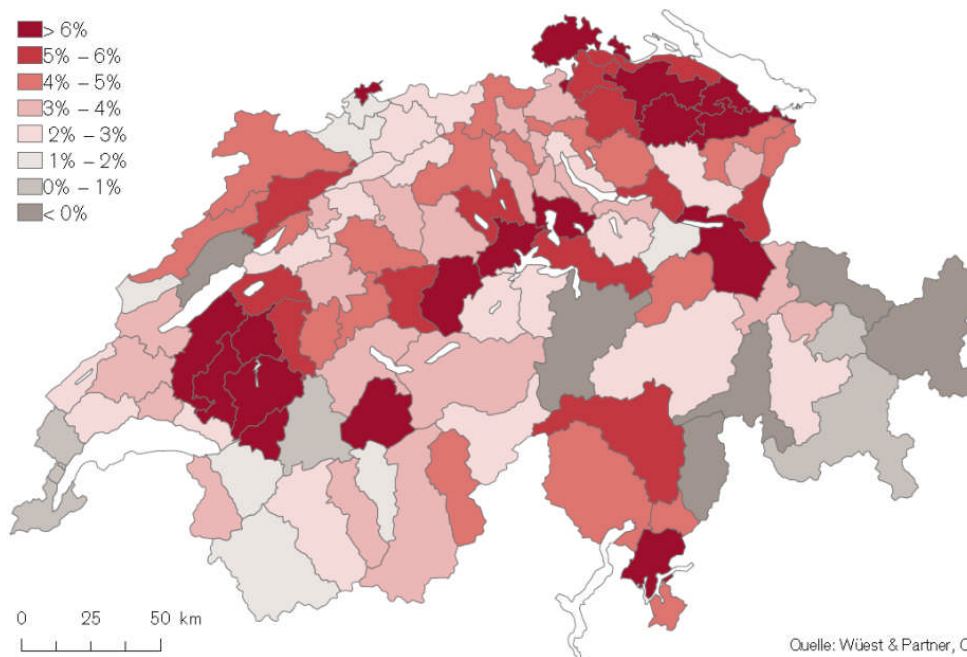 > 6%
5% – 6%
4% – 5%
3% – 4%
2% – 3%
1% – 2%
0% – 1%
< 0%
0 25 50 km
Quelle: Wüest & Partner,